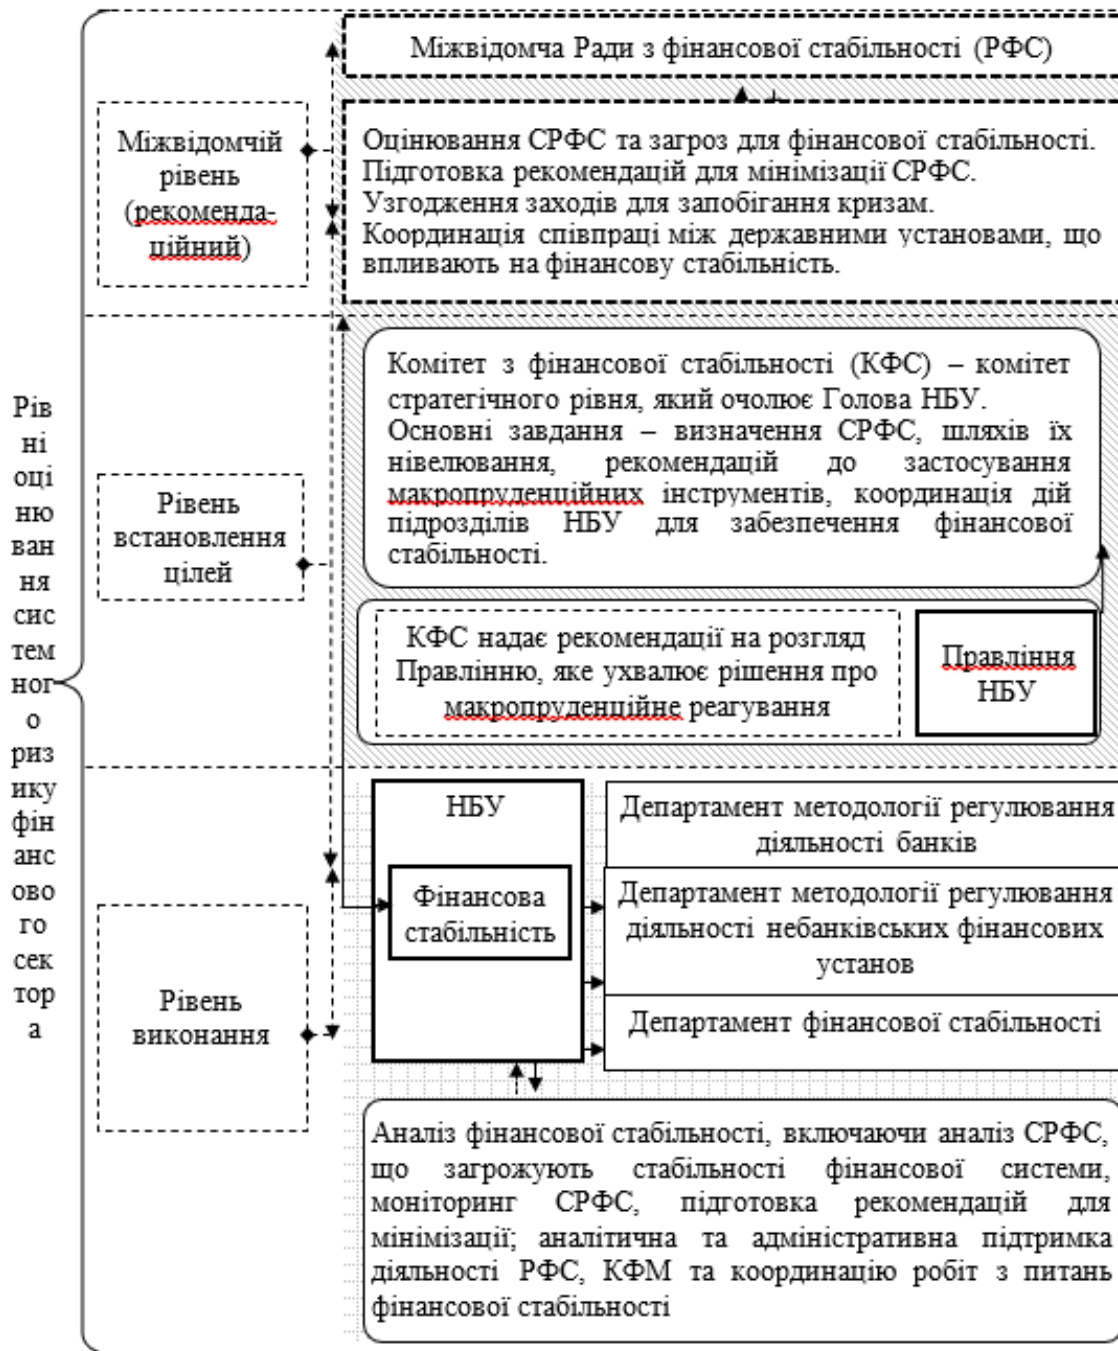 Міжвідомча Ради з фінансової стабільності (РФС)
Міжвідомчій
рівень
(рекоменда-
ційний)
Оцінювання СРФС та загроз для фінансової стабільності.
Підготовка рекомендацій для мінімізації СРФС.
Узгодження заходів для запобігання кризам.
Координація співпраці між державними установами, що
впливають на фінансову стабільність.
Рів
ні
оці
ню
ван
ня
сис
тем
ног
о
риз
ику
фін
анс
ово
го
сек
тор
а
Рівень
встановлення
цілей
Комітет з фінансової стабільності (КФС) – комітет
стратегічного рівня, який очолює Голова НБУ.
Основні завдання – визначення СРФС, шляхів їх
нівелювання, рекомендацій до застосування
макропруденційних інструментів, координація дій
підрозділів НБУ для забезпечення фінансової
стабільності.
КФС надає рекомендації на розгляд
Правлінню, яке ухвалює рішення про
макропруденційне реагування
Правління
НБУ
Рівень
виконання
НБУ
Фінансова
стабільність
Департамент методології регулювання
діяльності банків
Департамент методології регулювання
діяльності небанківських фінансових
установ
Департамент фінансової стабільності
Аналіз фінансової стабільності, включаючи аналіз СРФС,
що загрожують стабільності фінансової системи,
моніторинг СРФС, підготовка рекомендацій для
мінімізації; аналітична та адміністративна підтримка
діяльності РФС, КФМ та координацію робіт з питань
фінансової стабільності